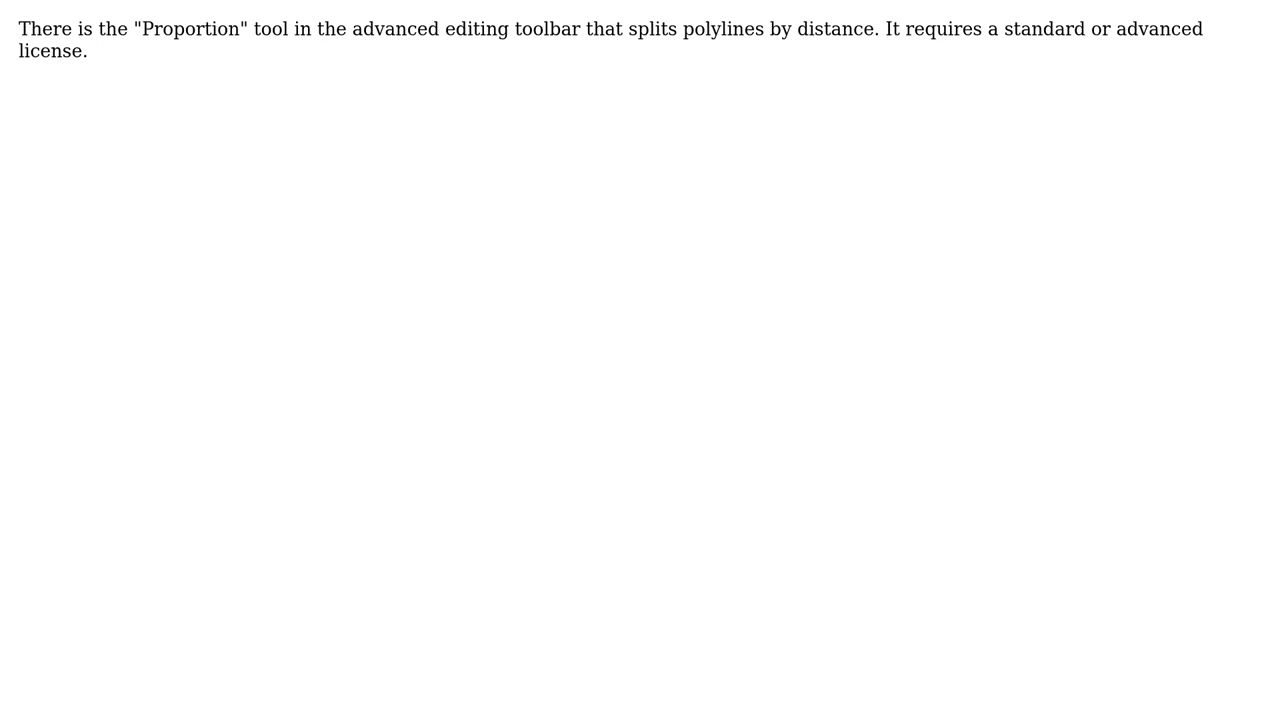 There is the "Proportion" tool in the advanced editing toolbar that splits polylines by distance. It requires a standard or advanced
license.